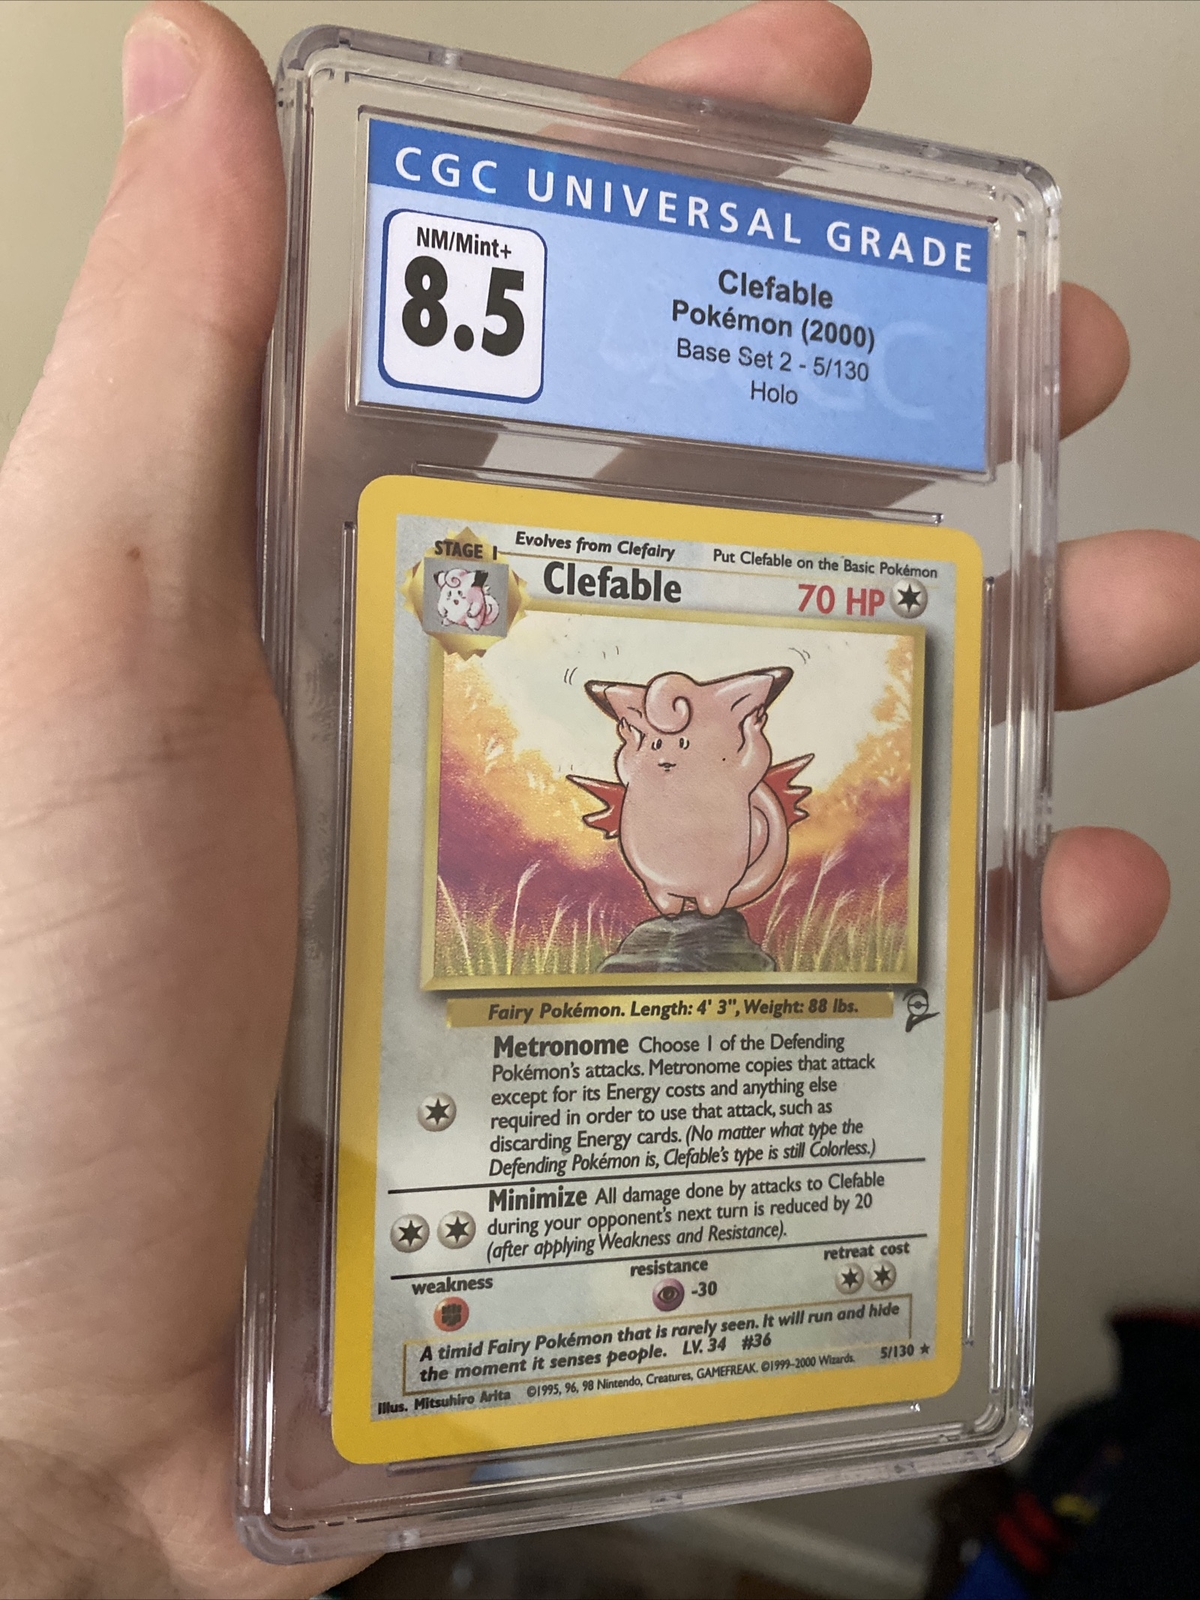 CGC UNIVERSAL GRADE
NM/Mint+
8.5
Clefable
Pokémon (2000)
Base Set 2 - 5/130
Holo
STAGE 1
Evolves from Clefairy
Put Clefable on the Basic Pokémon
Clefable
70 HP
Fairy Pokémon. Length: 4' 3", Weight: 88 lbs.
Metronome Choose 1 of the Defending
Pokémon's attacks. Metronome copies that attack
except for its Energy costs and anything else
required in order to use that attack, such as
discarding Energy cards. (No matter what type the
Defending Pokémon is, Clefable's type is still Colorless.)
Minimize All damage done by attacks to Clefable
during your opponent's next turn is reduced by 20
(after applying Weakness and Resistance).
weakness
resistance
-30
retreat cost
A timid Fairy Pokémon that is rarely seen. It will run and hide
the moment it senses people. LV. 34 #36
Illus. Mitsuhiro Arita ©1995, 96, 98 Nintendo, Creatures, GAMEFREAK. ©1999-2000 Wizards. 5/130 ★